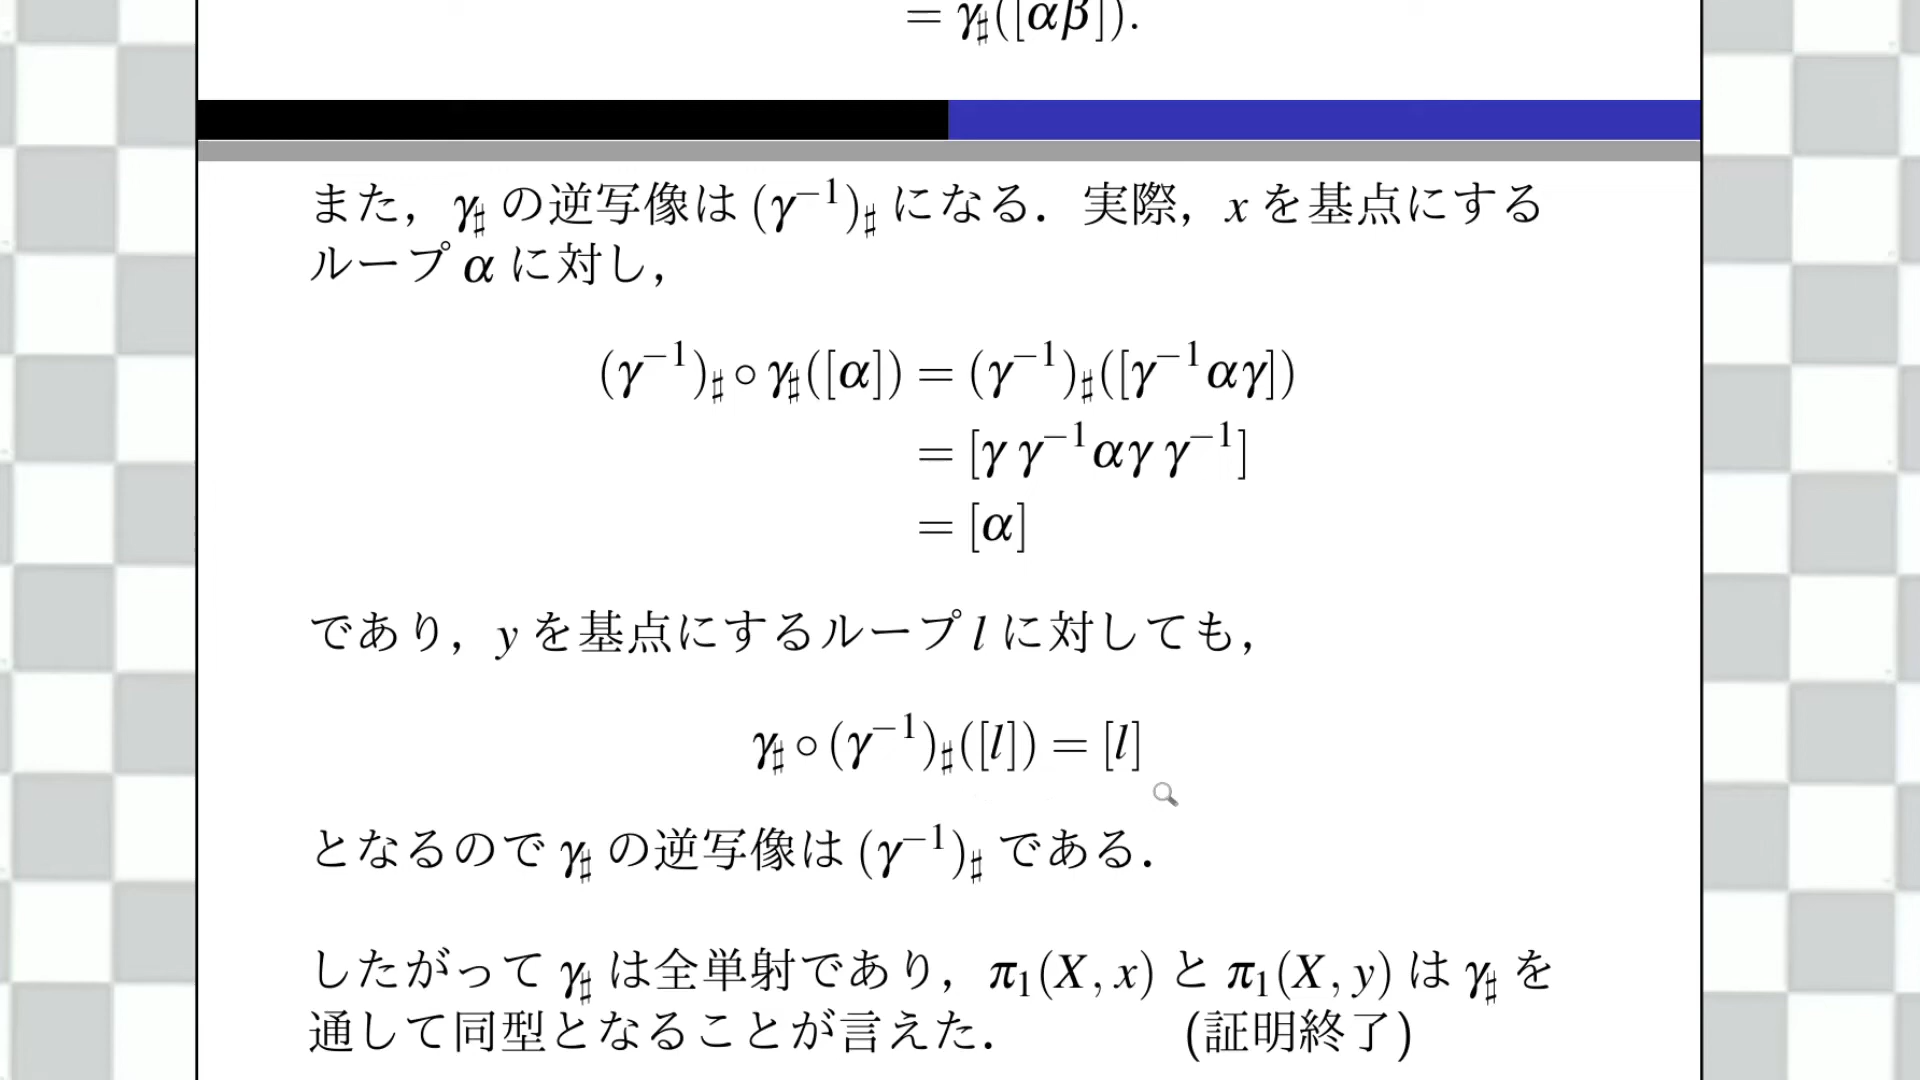 = γ♯([αβ]).
また，γ♯ の逆写像は (γ⁻¹)♯ になる．実際，x を基点にする
ループ α に対し，
(γ⁻¹)♯ ∘ γ♯([α]) = (γ⁻¹)♯([γ⁻¹αγ])
= [γ γ⁻¹αγ γ⁻¹]
= [α]
であり，y を基点にするループ l に対しても，
γ♯ ∘ (γ⁻¹)♯([l]) = [l]
となるので γ♯ の逆写像は (γ⁻¹)♯ である．
したがって γ♯ は全単射であり，π₁(X, x) と π₁(X, y) は γ♯ を
通して同型となることが言えた． (証明終了)